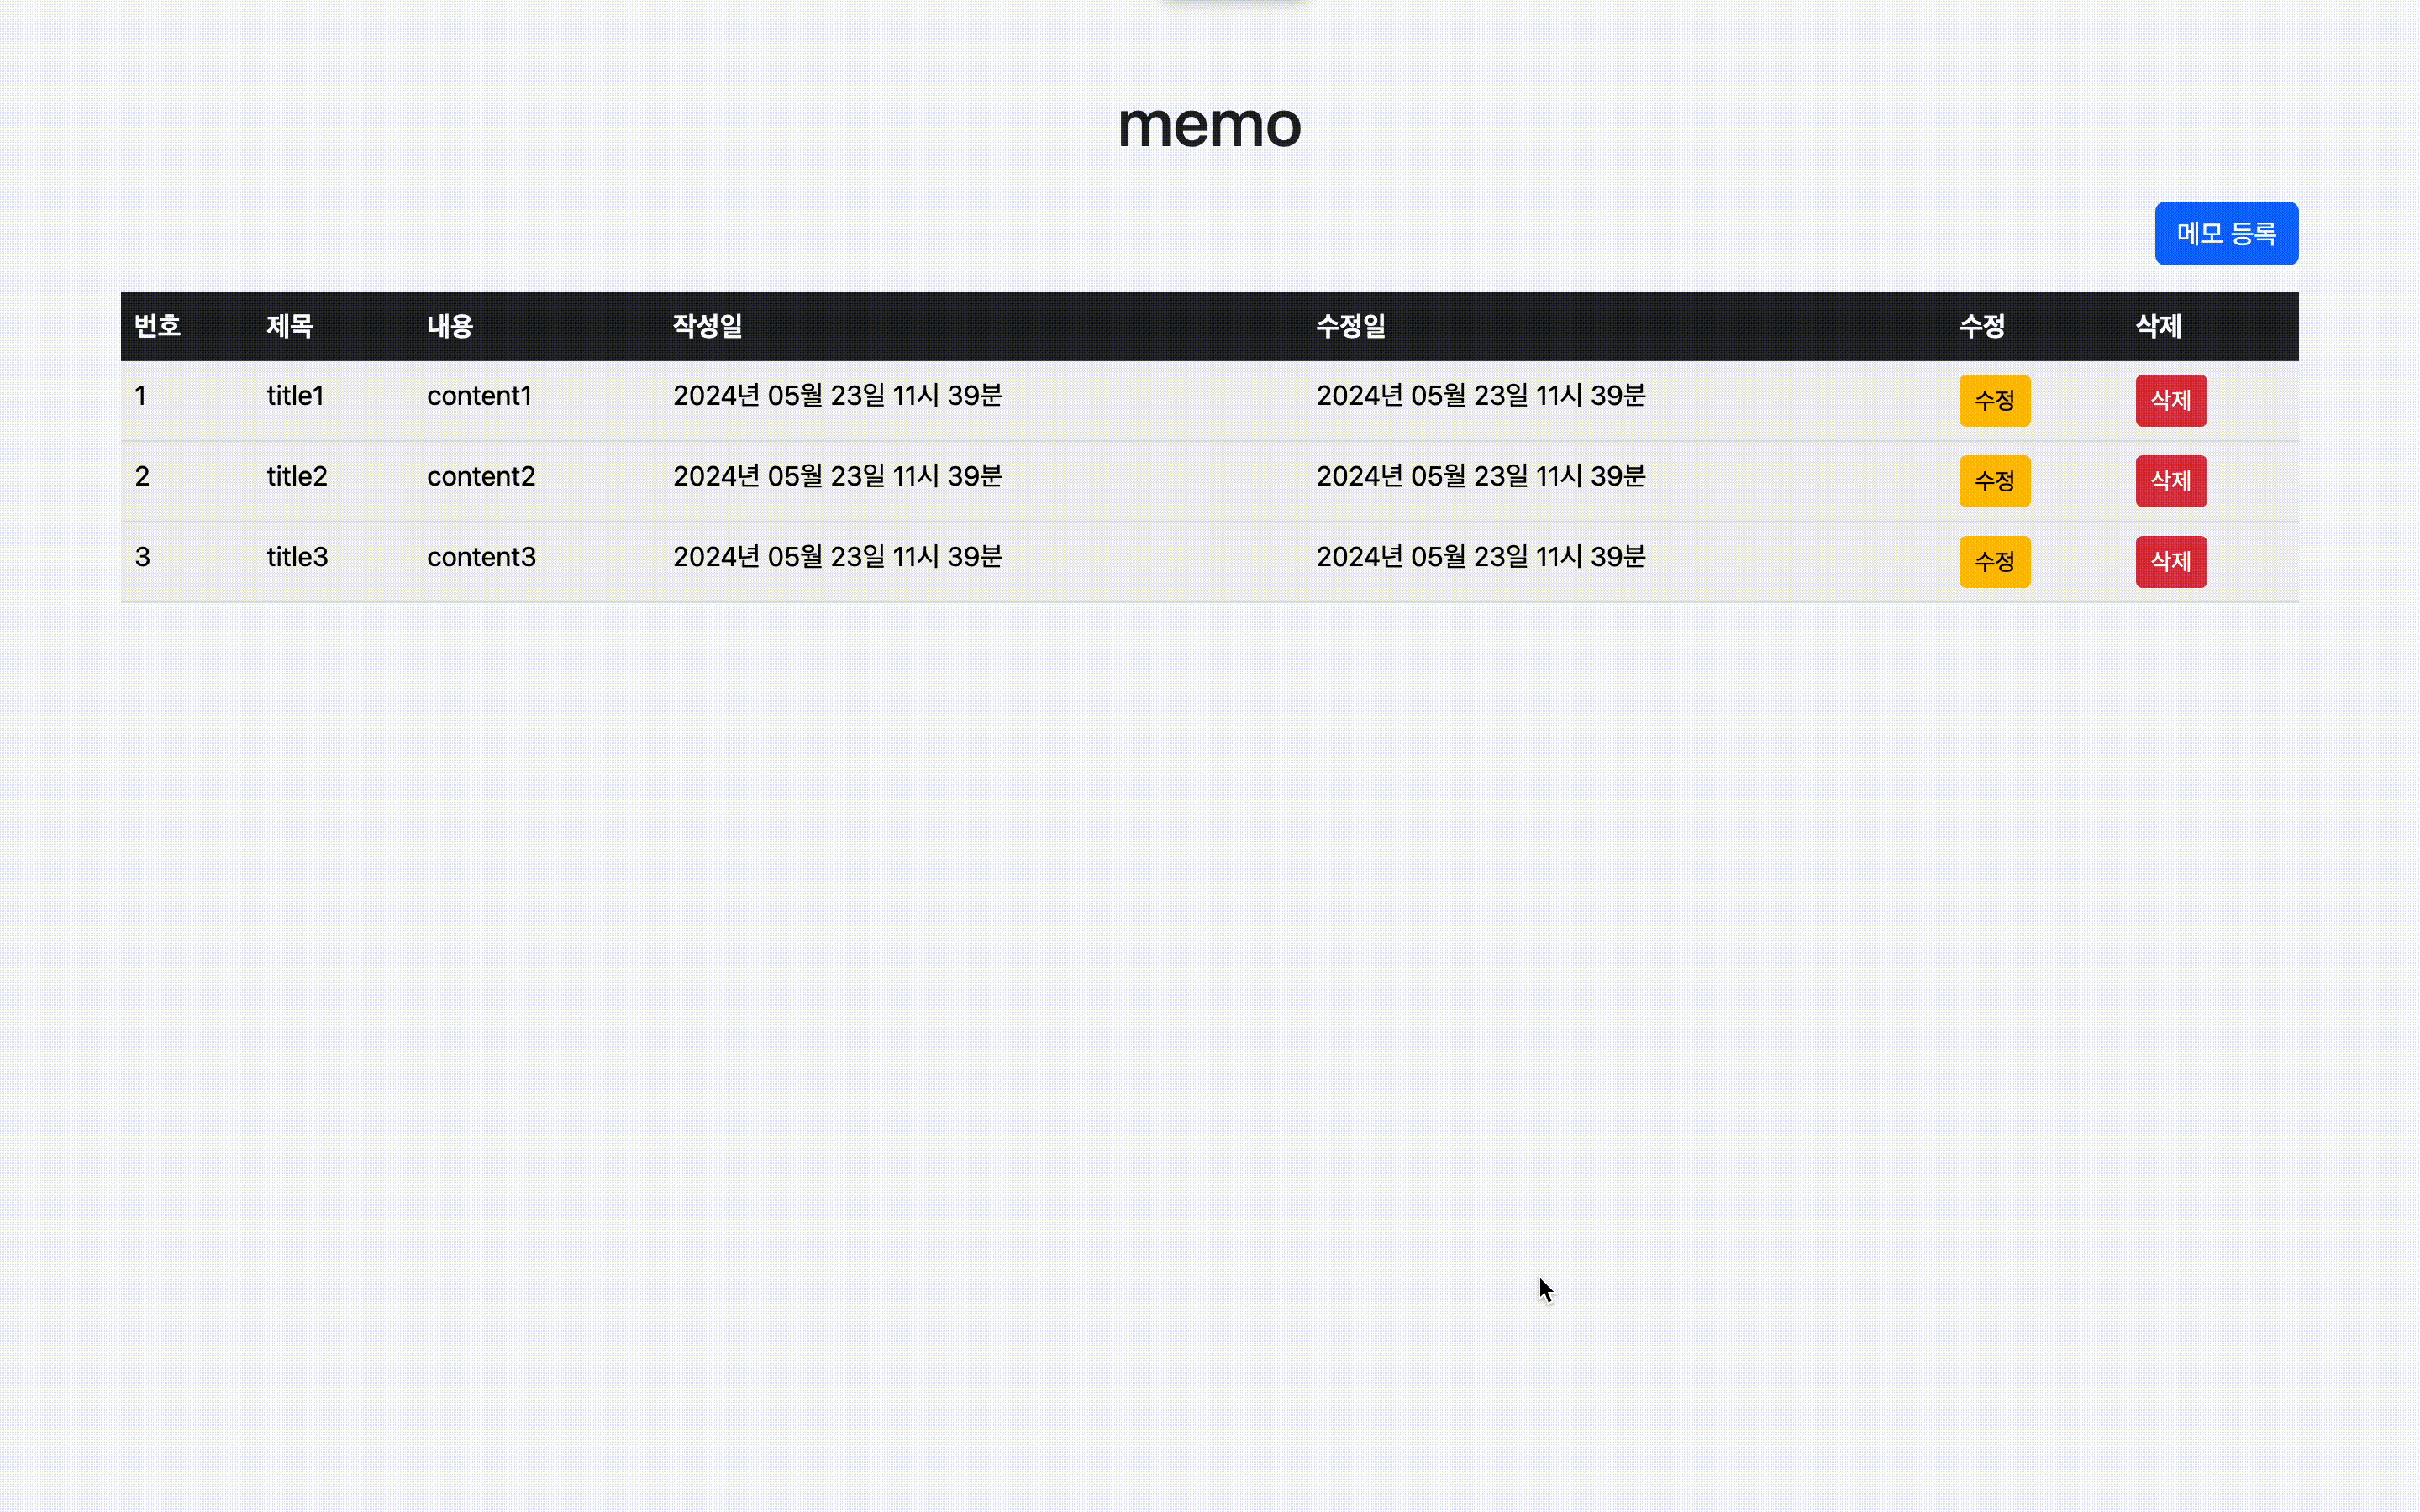 memo
메모 등록
번호 제목 내용 작성일 수정일 수정 삭제
1 title1 content1 2024년 05월 23일 11시 39분 2024년 05월 23일 11시 39분 수정 삭제
2 title2 content2 2024년 05월 23일 11시 39분 2024년 05월 23일 11시 39분 수정 삭제
3 title3 content3 2024년 05월 23일 11시 39분 2024년 05월 23일 11시 39분 수정 삭제